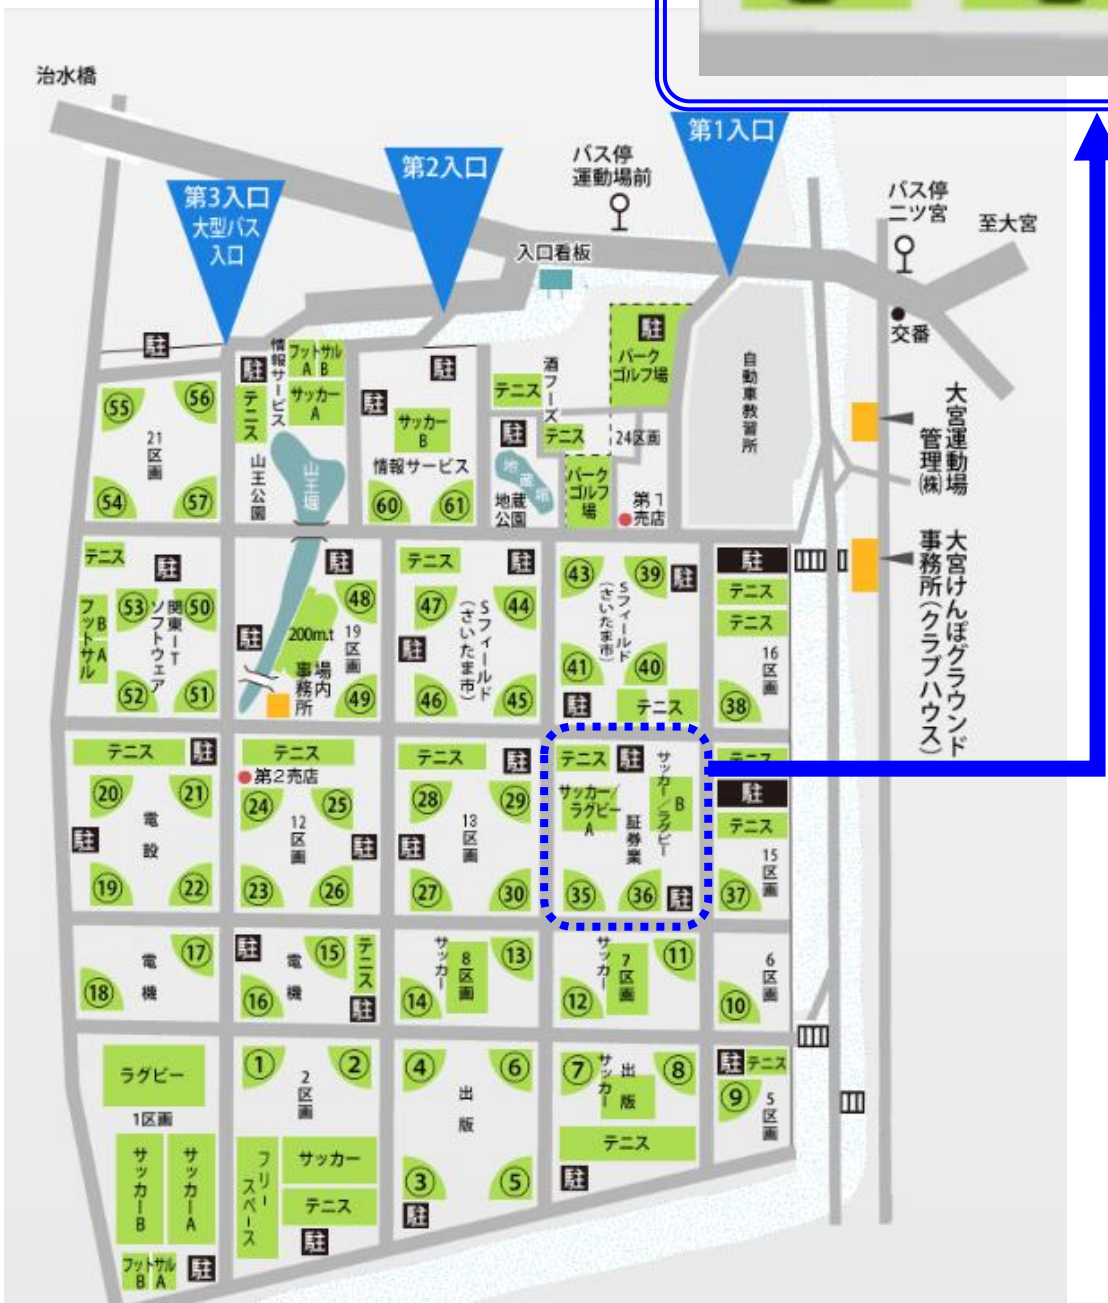 治水橋
第1入口
第2入口
第3入口
大型バス
入口
バス停
運動場前
バス停
二ツ宮
至大宮
入口看板
交番
大宮運動場
管理(株)
大宮けんぽグラウンド
事務所(クラブハウス)
自動車教習所
駐
パーク
ゴルフ場
24区画
第1
売店
酒フーズ
テニス
テニス
駐
パーク
ゴルフ
場
地蔵
公園
駐
駐
サッカー
B
情報サービス
60
61
駐
情報サービス
フットサル
A B
サッカー
A
テニス
山王公園
駐
55
56
21
区
画
54
57
テニス
駐
フットサル
B
A
53
50
関東IT
ソフトウェア
52
51
駐
48
200m.t
19
区
画
駐
場内
事務所
49
テニス
駐
47
44
Sフィールド
(さいたま市)
駐
46
45
43
39
駐
Sフィールド
(さいたま市)
41
40
駐
テニス
駐
テニス
テニス
16
区
画
38
テニス
駐
20
21
電
設
駐
19
22
テニス
第2売店
24
25
12
区
画
駐
23
26
テニス
駐
28
29
13
区
画
駐
27
30
テニス
駐
サッカー/
ラグビー
A
サッカー/ラグビー
B
証券業
35
36
駐
テニス
駐
テニス
15
区
画
37
17
電
機
18
駐
電
機
15
テニス
16
駐
サッカー
8
区
画
13
14
サッカー
7
区
画
11
12
6
区
画
10
ラグビー
1区画
サッカーB
サッカーA
フットサル
B A
駐
1
2
2
区
画
フリー
スペース
サッカー
テニス
駐
4
6
出
版
3
5
駐
7
サッカー
出
版
8
テニス
駐
駐
テニス
9
5
区
画